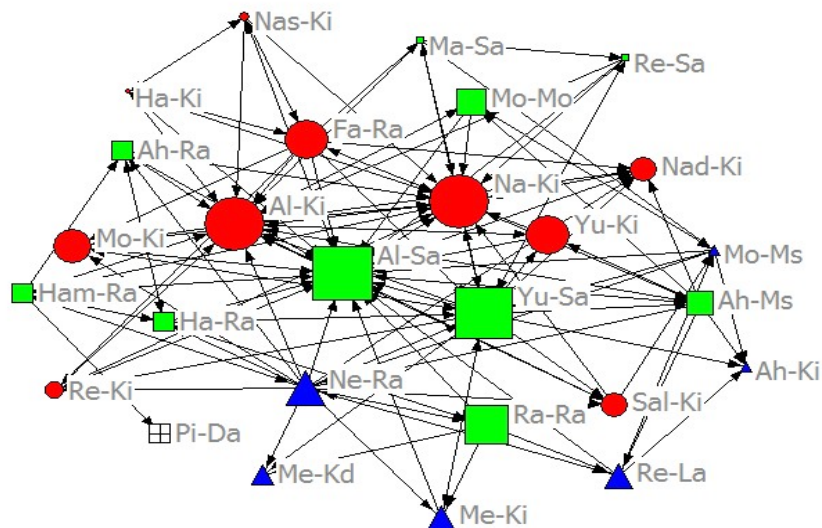 Nas-Ki
Ma-Sa
Re-Sa
Ha-Ki
Mo-Mo
Fa-Ra
Ah-Ra
Nad-Ki
Na-Ki
Al-Ki
Mo-Ki
Yu-Ki
Al-Sa
Mo-Ms
Ham-Ra
Yu-Sa
Ah-Ms
Ha-Ra
Ah-Ki
Re-Ki
Ne-Ra
Sal-Ki
Ra-Ra
Pi-Da
Me-Kd
Re-La
Me-Ki